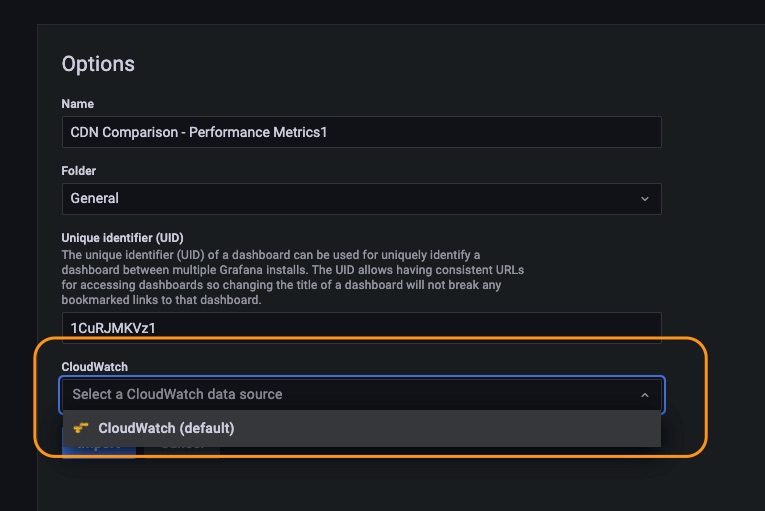 Options
Name
CDN Comparison - Performance Metrics1
Folder
General
Unique identifier (UID)
The unique identifier (UID) of a dashboard can be used for uniquely identify a
dashboard between multiple Grafana installs. The UID allows having consistent URLs
for accessing dashboards so changing the title of a dashboard will not break any
bookmarked links to that dashboard.
1CuRJMKVz1
CloudWatch
Select a CloudWatch data source
CloudWatch (default)